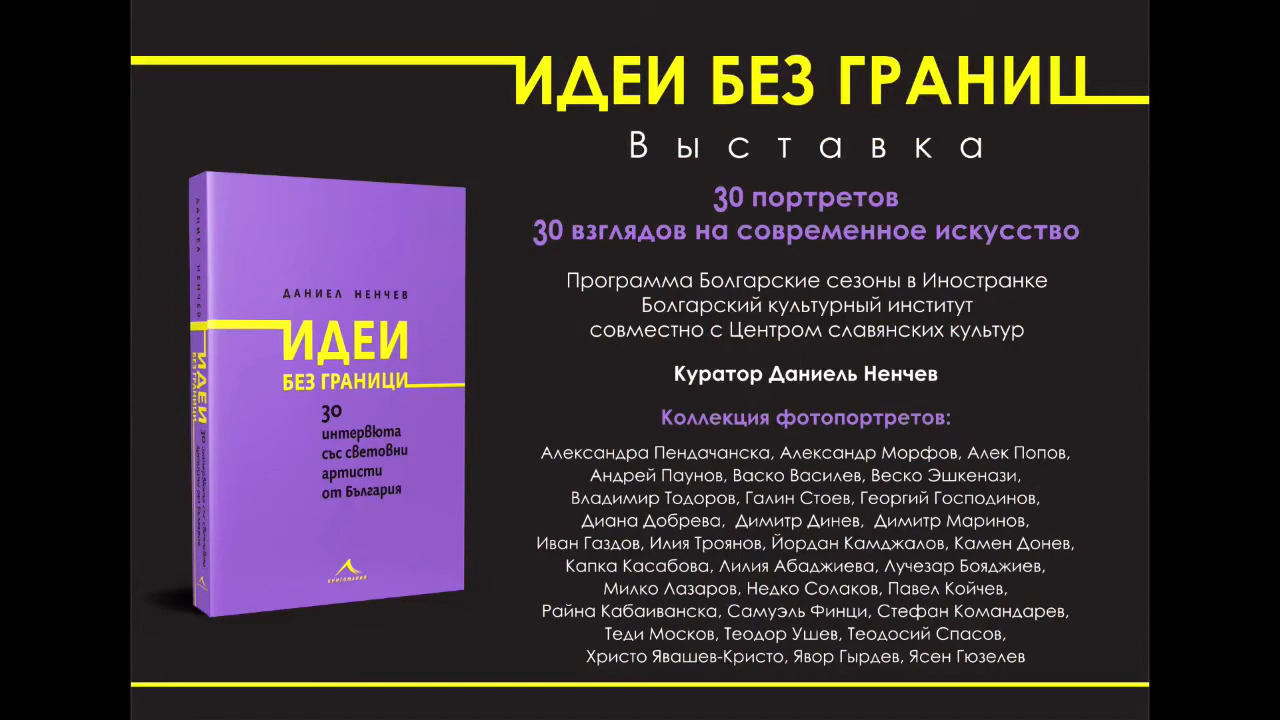 ИДЕИ БЕЗ ГРАНИЦ
Выставка
30 портретов
30 взглядов на современное искусство
Программа Болгарские сезоны в Иностранке
Болгарский культурный институт
совместно с Центром славянских культур
Куратор Даниель Ненчев
Коллекция фотопортретов:
Александра Пендачанска, Александр Морфов, Алек Попов,
Андрей Паунов, Васко Василев, Веско Эшкенази,
Владимир Тодоров, Галин Стоев, Георгий Господинов,
Диана Добрева, Димитр Динев, Димитр Маринов,
Иван Газдов, Илия Троянов, Йордан Камджалов, Камен Донев,
Капка Касабова, Лилия Абаджиева, Лучезар Бояджиев,
Милко Лазаров, Недко Солаков, Павел Койчев,
Райна Кабаиванска, Самуэль Финци, Стефан Командарев,
Теди Москов, Теодор Ушев, Теодосий Спасов,
Христо Явашев-Кристо, Явор Гырдев, Ясен Гюзелев
ДАНИЕЛ НЕНЧЕВ
ИДЕИ
БЕЗ ГРАНИЦИ
30
интервюта
със световни
артисти
от България
ДАНИЕЛ НЕНЧЕВ
ИДЕИ
БЕЗ ГРАНИЦИ